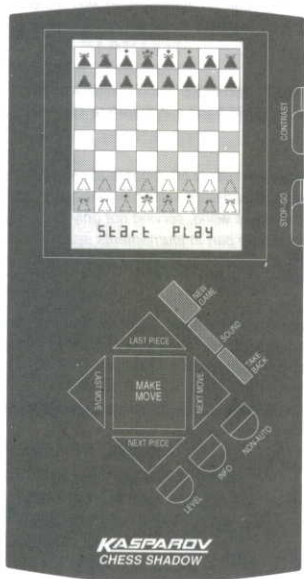 CONTRAST
STOP/GO
Start PLAY
NEW GAME
SOUND
TAKE BACK
LAST PIECE
LAST MOVE
MAKE
MOVE
NEXT MOVE
NEXT PIECE
NON AUTO
INFO
LEVEL
KASPAROV
CHESS SHADOW